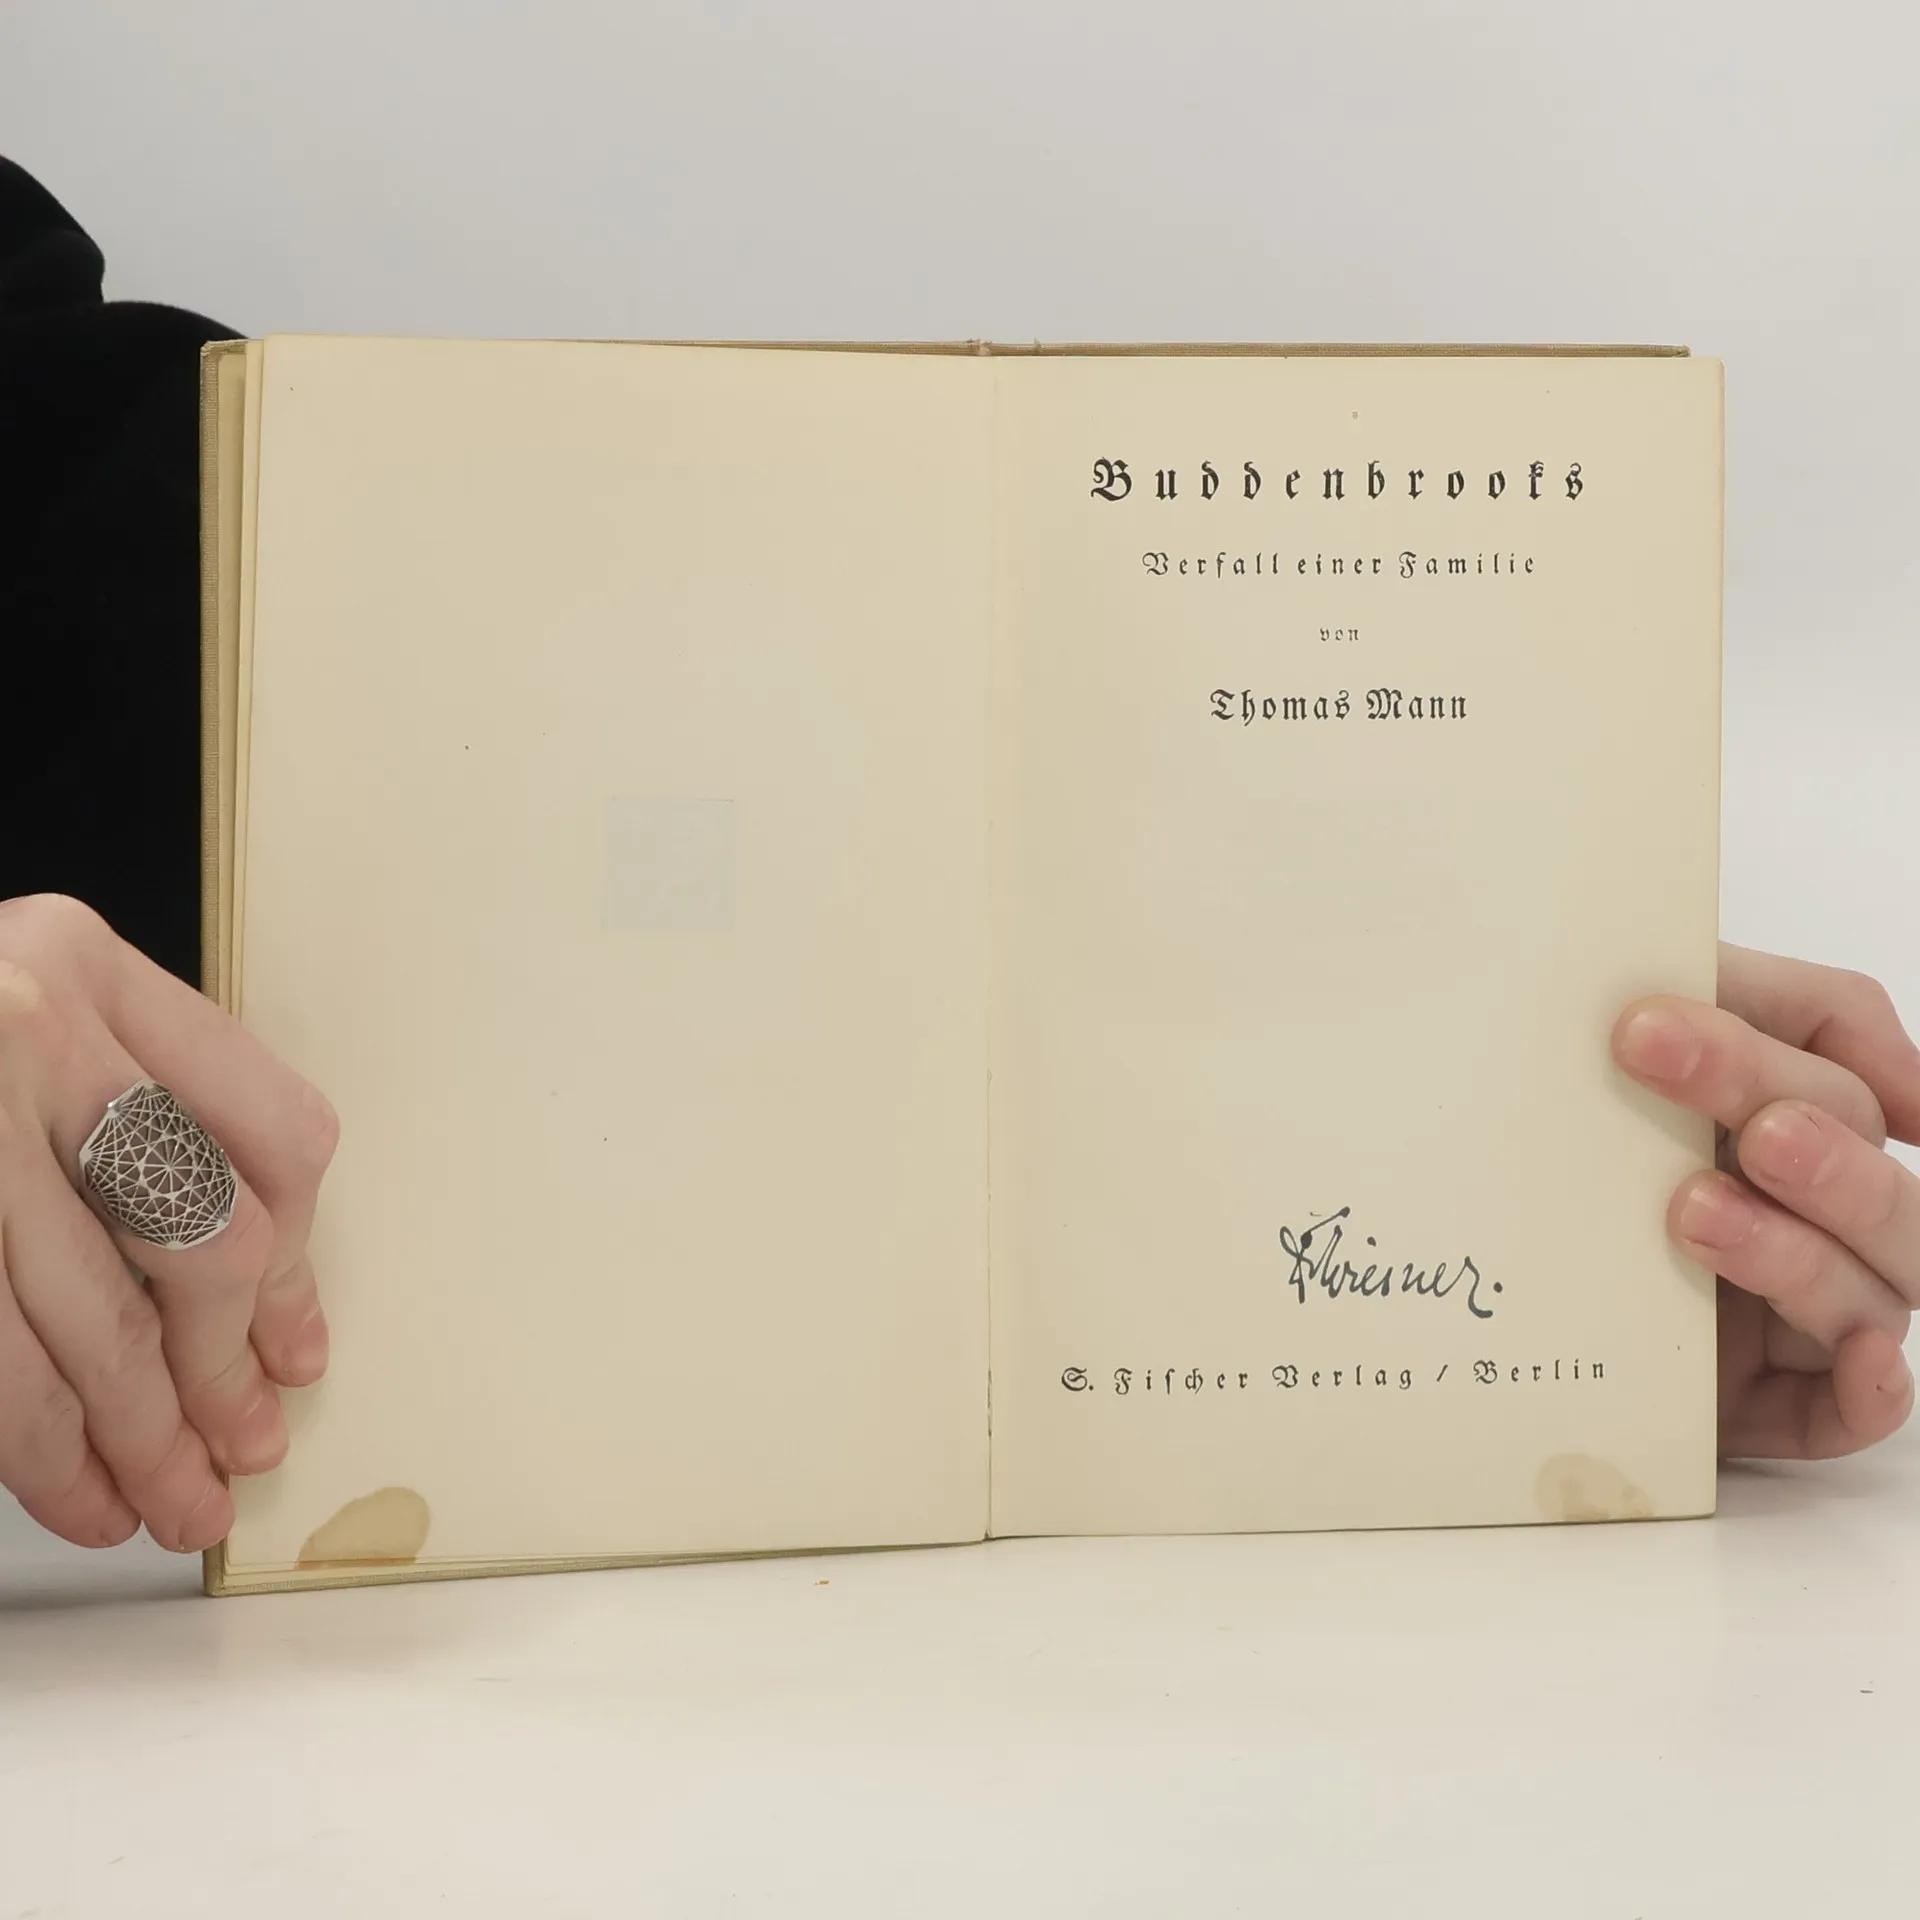 Buddenbrooks
Verfall einer Familie
von
Thomas Mann
S. Fiſcher Verlag / Berlin